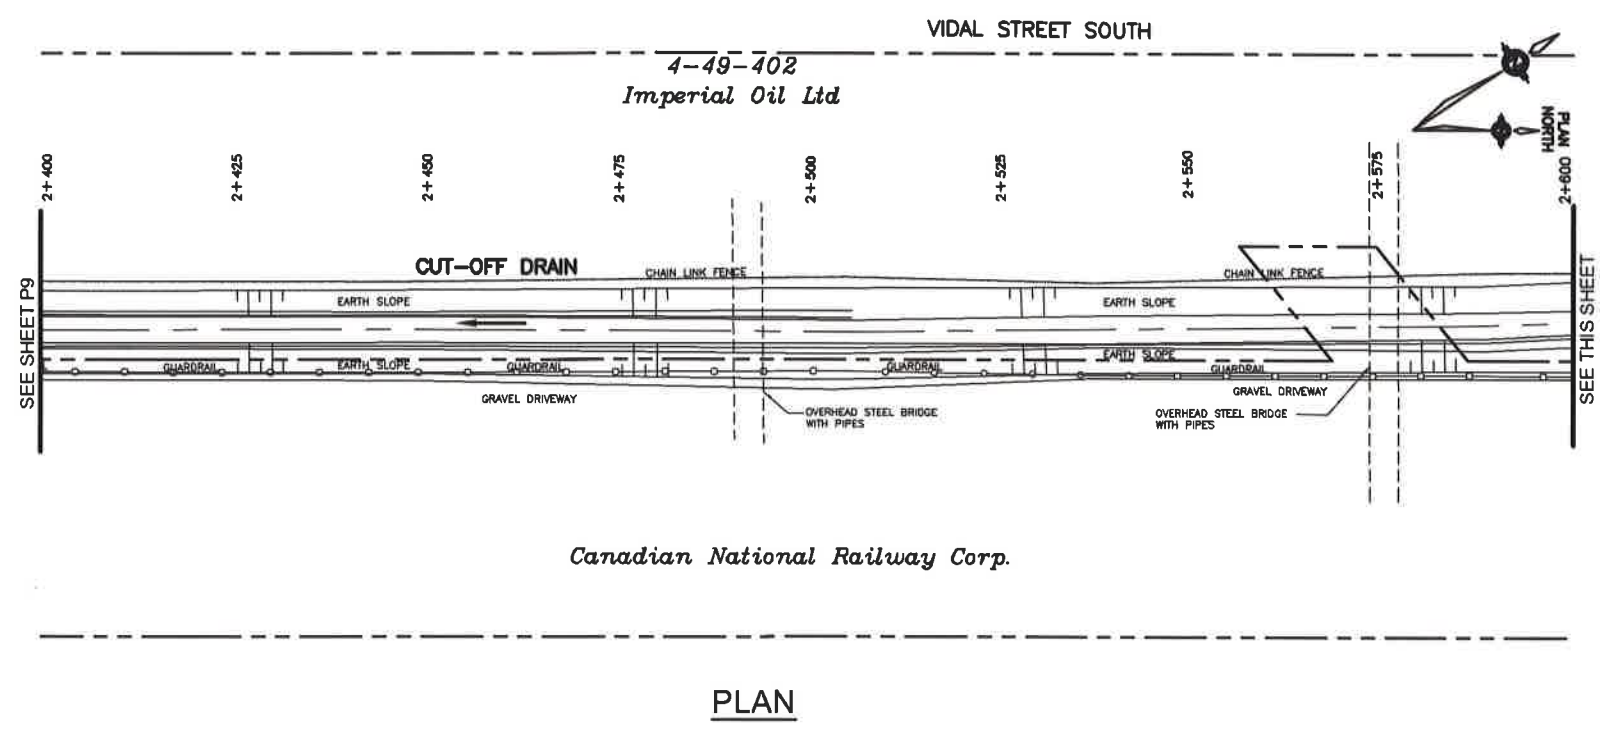 VIDAL STREET SOUTH
4-49-402
Imperial Oil Ltd
PLAN
NORTH
2+400
2+425
2+450
2+475
2+500
2+525
2+550
2+575
2+600
CUT-OFF DRAIN
CHAIN LINK FENCE
CHAIN LINK FENCE
EARTH SLOPE
EARTH SLOPE
SEE SHEET P9
SEE THIS SHEET
EARTH SLOPE
GUARDRAIL
EARTH SLOPE
GUARDRAIL
GUARDRAIL
GUARDRAIL
GRAVEL DRIVEWAY
GRAVEL DRIVEWAY
OVERHEAD STEEL BRIDGE
WITH PIPES
OVERHEAD STEEL BRIDGE
WITH PIPES
Canadian National Railway Corp.
PLAN